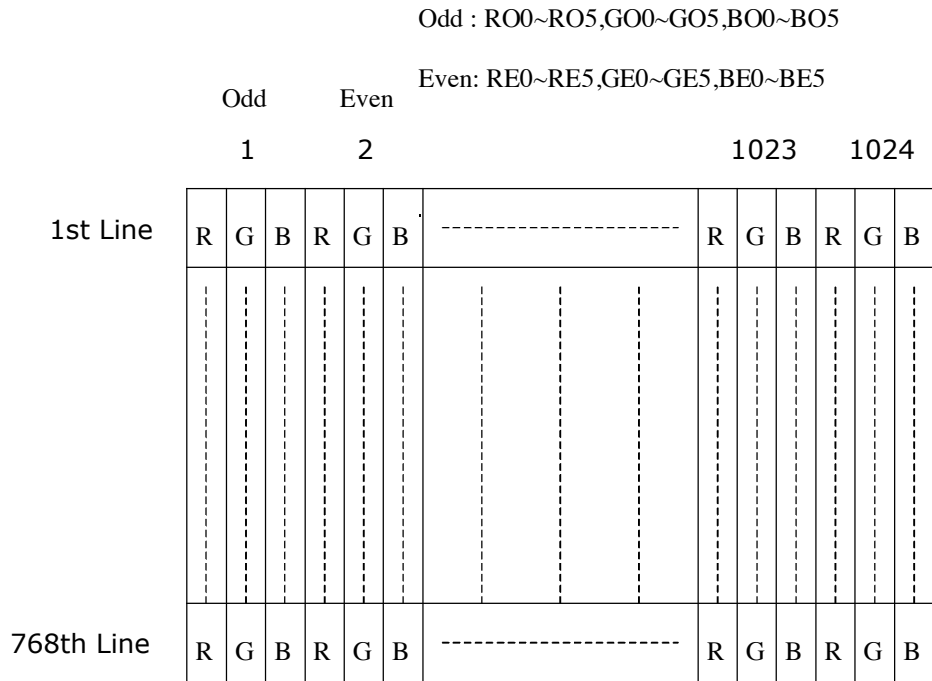 Odd : RO0~RO5,GO0~GO5,BO0~BO5
Even: RE0~RE5,GE0~GE5,BE0~BE5
Odd Even
1 2 1023 1024
1st Line R G B R G B R G B R G B
768th Line R G B R G B R G B R G B